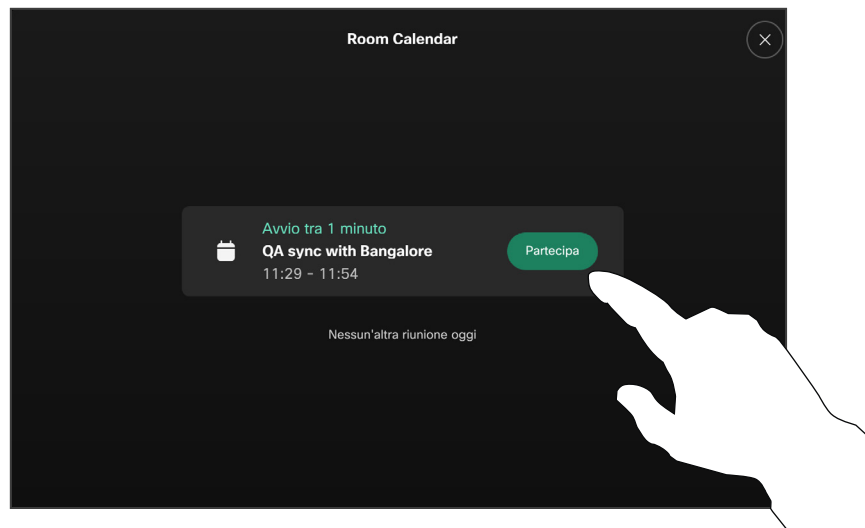 Room Calendar
Avvio tra 1 minuto
QA sync with Bangalore
Partecipa
11:29 - 11:54
Nessun'altra riunione oggi